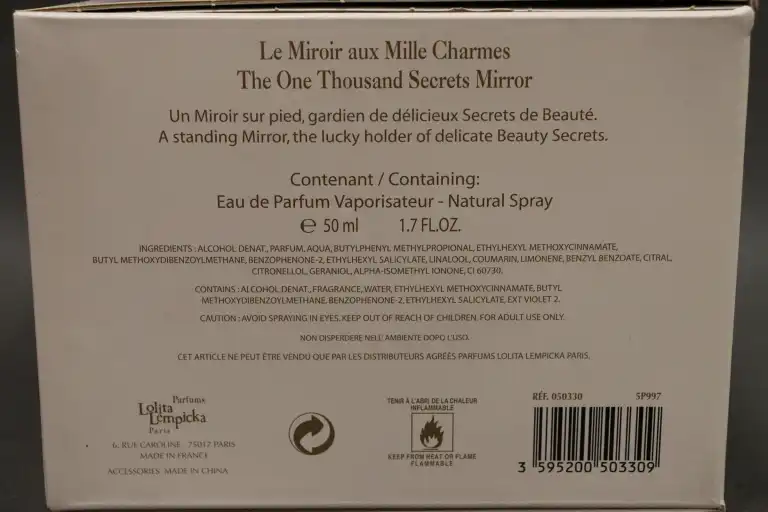 Le Miroir aux Mille Charmes
The One Thousand Secrets Mirror
Un Miroir sur pied, gardien de délicieux Secrets de Beauté.
A standing Mirror, the lucky holder of delicate Beauty Secrets.
Contenant / Containing:
Eau de Parfum Vaporisateur - Natural Spray
℮ 50 ml 1.7 FL.OZ.
INGREDIENTS : ALCOHOL DENAT., PARFUM, AQUA, BUTYLPHENYL METHYLPROPIONAL, ETHYLHEXYL METHOXYCINNAMATE,
BUTYL METHOXYDIBENZOYLMETHANE, BENZOPHENONE-2, ETHYLHEXYL SALICYLATE, LINALOOL, COUMARIN, LIMONENE, BENZYL BENZOATE, CITRAL,
CITRONELLOL, GERANIOL, ALPHA-ISOMETHYL IONONE, CI 60730.
CONTAINS : ALCOHOL DENAT., FRAGRANCE, WATER, ETHYLHEXYL METHOXYCINNAMATE, BUTYL
METHOXYDIBENZOYLMETHANE, BENZOPHENONE-2, ETHYLHEXYL SALICYLATE, EXT VIOLET 2.
CAUTION : AVOID SPRAYING IN EYES. KEEP OUT OF REACH OF CHILDREN. FOR ADULT USE ONLY.
NON DISPERDERE NELL' AMBIENTE DOPO L'USO.
CET ARTICLE NE PEUT ÊTRE VENDU QUE PAR LES DISTRIBUTEURS AGRÉÉS PARFUMS LOLITA LEMPICKA PARIS.
Parfums
Lolita
Lempicka
Paris
6, RUE CAROLINE - 75017 PARIS
MADE IN FRANCE
ACCESSORIES : MADE IN CHINA
TENIR À L'ABRI DE LA CHALEUR
INFLAMMABLE
KEEP FROM HEAT OR FLAME
FLAMMABLE
RÉF. 050330 5P997
3 595200 503309